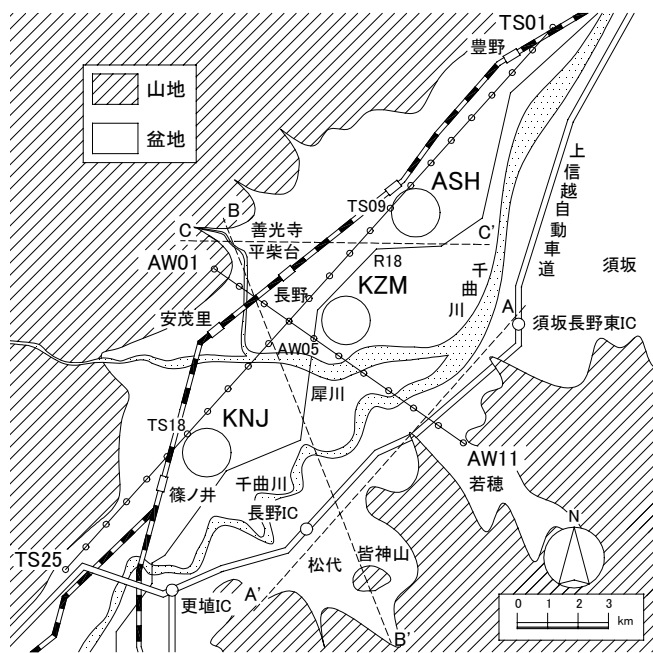 TS01
豊野
山地
盆地
上信越自動車道
ASH
B
TS09
C
善光寺
平柴台
C'
R18
千曲川
須坂
AW01
長野
KZM
A
安茂里
須坂長野東IC
AW05
犀川
KNJ
TS18
AW11
若穂
千曲川
篠ノ井
長野IC
N
TS25
松代
皆神山
A'
更埴IC
B'
0 1 2 3
km